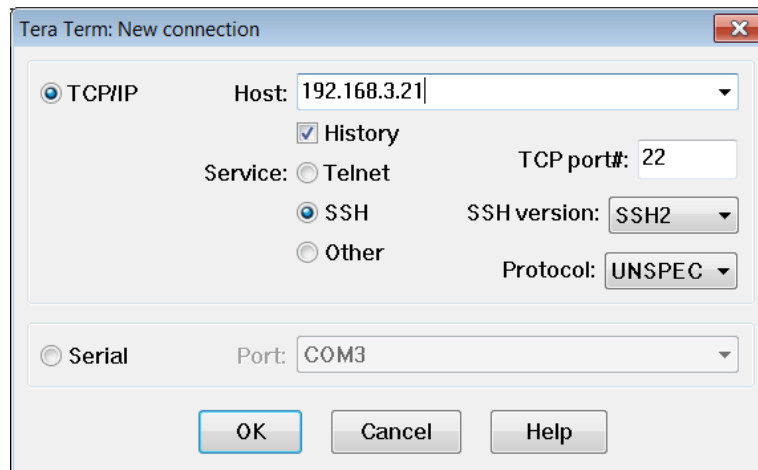 Tera Term: New connection
TCP/IP
Host: 192.168.3.21
History
Service: Telnet
TCP port#: 22
SSH
SSH version: SSH2
Other
Protocol: UNSPEC
Serial
Port: COM3
OK
Cancel
Help